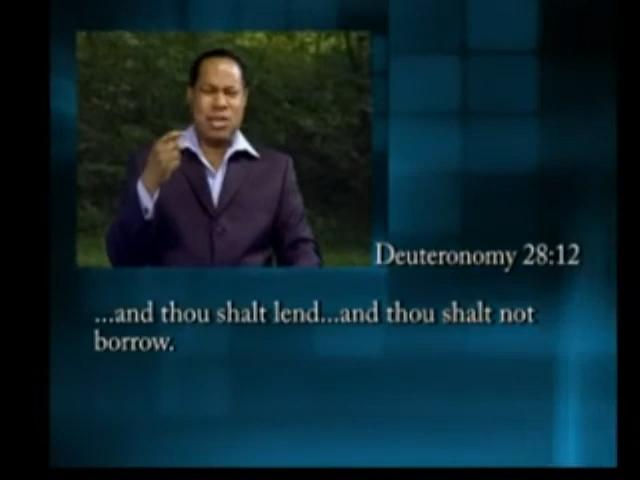 Deuteronomy 28:12
...and thou shalt lend...and thou shalt not
borrow.